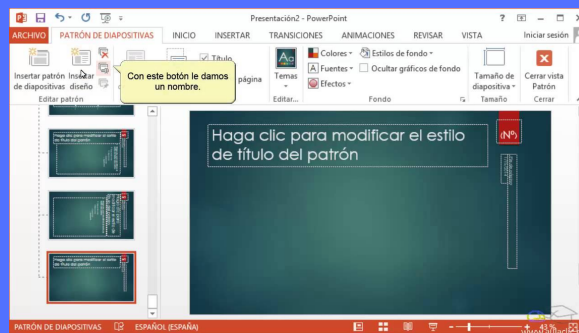 Presentación2 - PowerPoint
ARCHIVO PATRÓN DE DIAPOSITIVAS INICIO INSERTAR TRANSICIONES ANIMACIONES REVISAR VISTA Iniciar sesión
Insertar patrón de diapositivas
Insertar diseño
Con este botón le damos
un nombre.
Título
página
Temas
Colores
Fuentes
Efectos
Estilos de fondo
Ocultar gráficos de fondo
Tamaño de
diapositiva
Cerrar vista
Patrón
Editar patrón Editar... Fondo Tamaño Cerrar
Haga clic para modificar el estilo
de título del patrón
(Nº)
PATRÓN DE DIAPOSITIVAS ESPAÑOL (ESPAÑA) 43 %